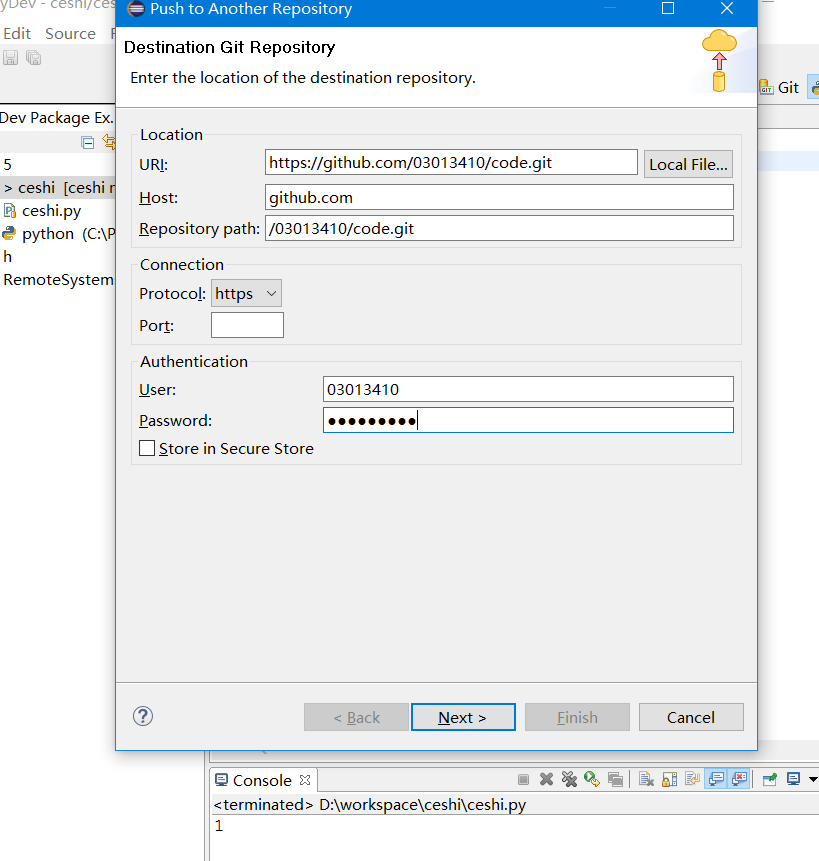 yDev - ceshi/ces
Push to Another Repository
Edit Source
Destination Git Repository
Enter the location of the destination repository.
Git
Dev Package Ex.
Location
5
URI: https://github.com/03013410/code.git Local File...
> ceshi [ceshi
Host: github.com
ceshi.py
Repository path: /03013410/code.git
python (C:\P
h
Connection
RemoteSystem
Protocol: https
Port:
Authentication
User: 03013410
Password: ●●●●●●●●●
Store in Secure Store
? < Back Next > Finish Cancel
Console
<terminated> D:\workspace\ceshi\ceshi.py
1